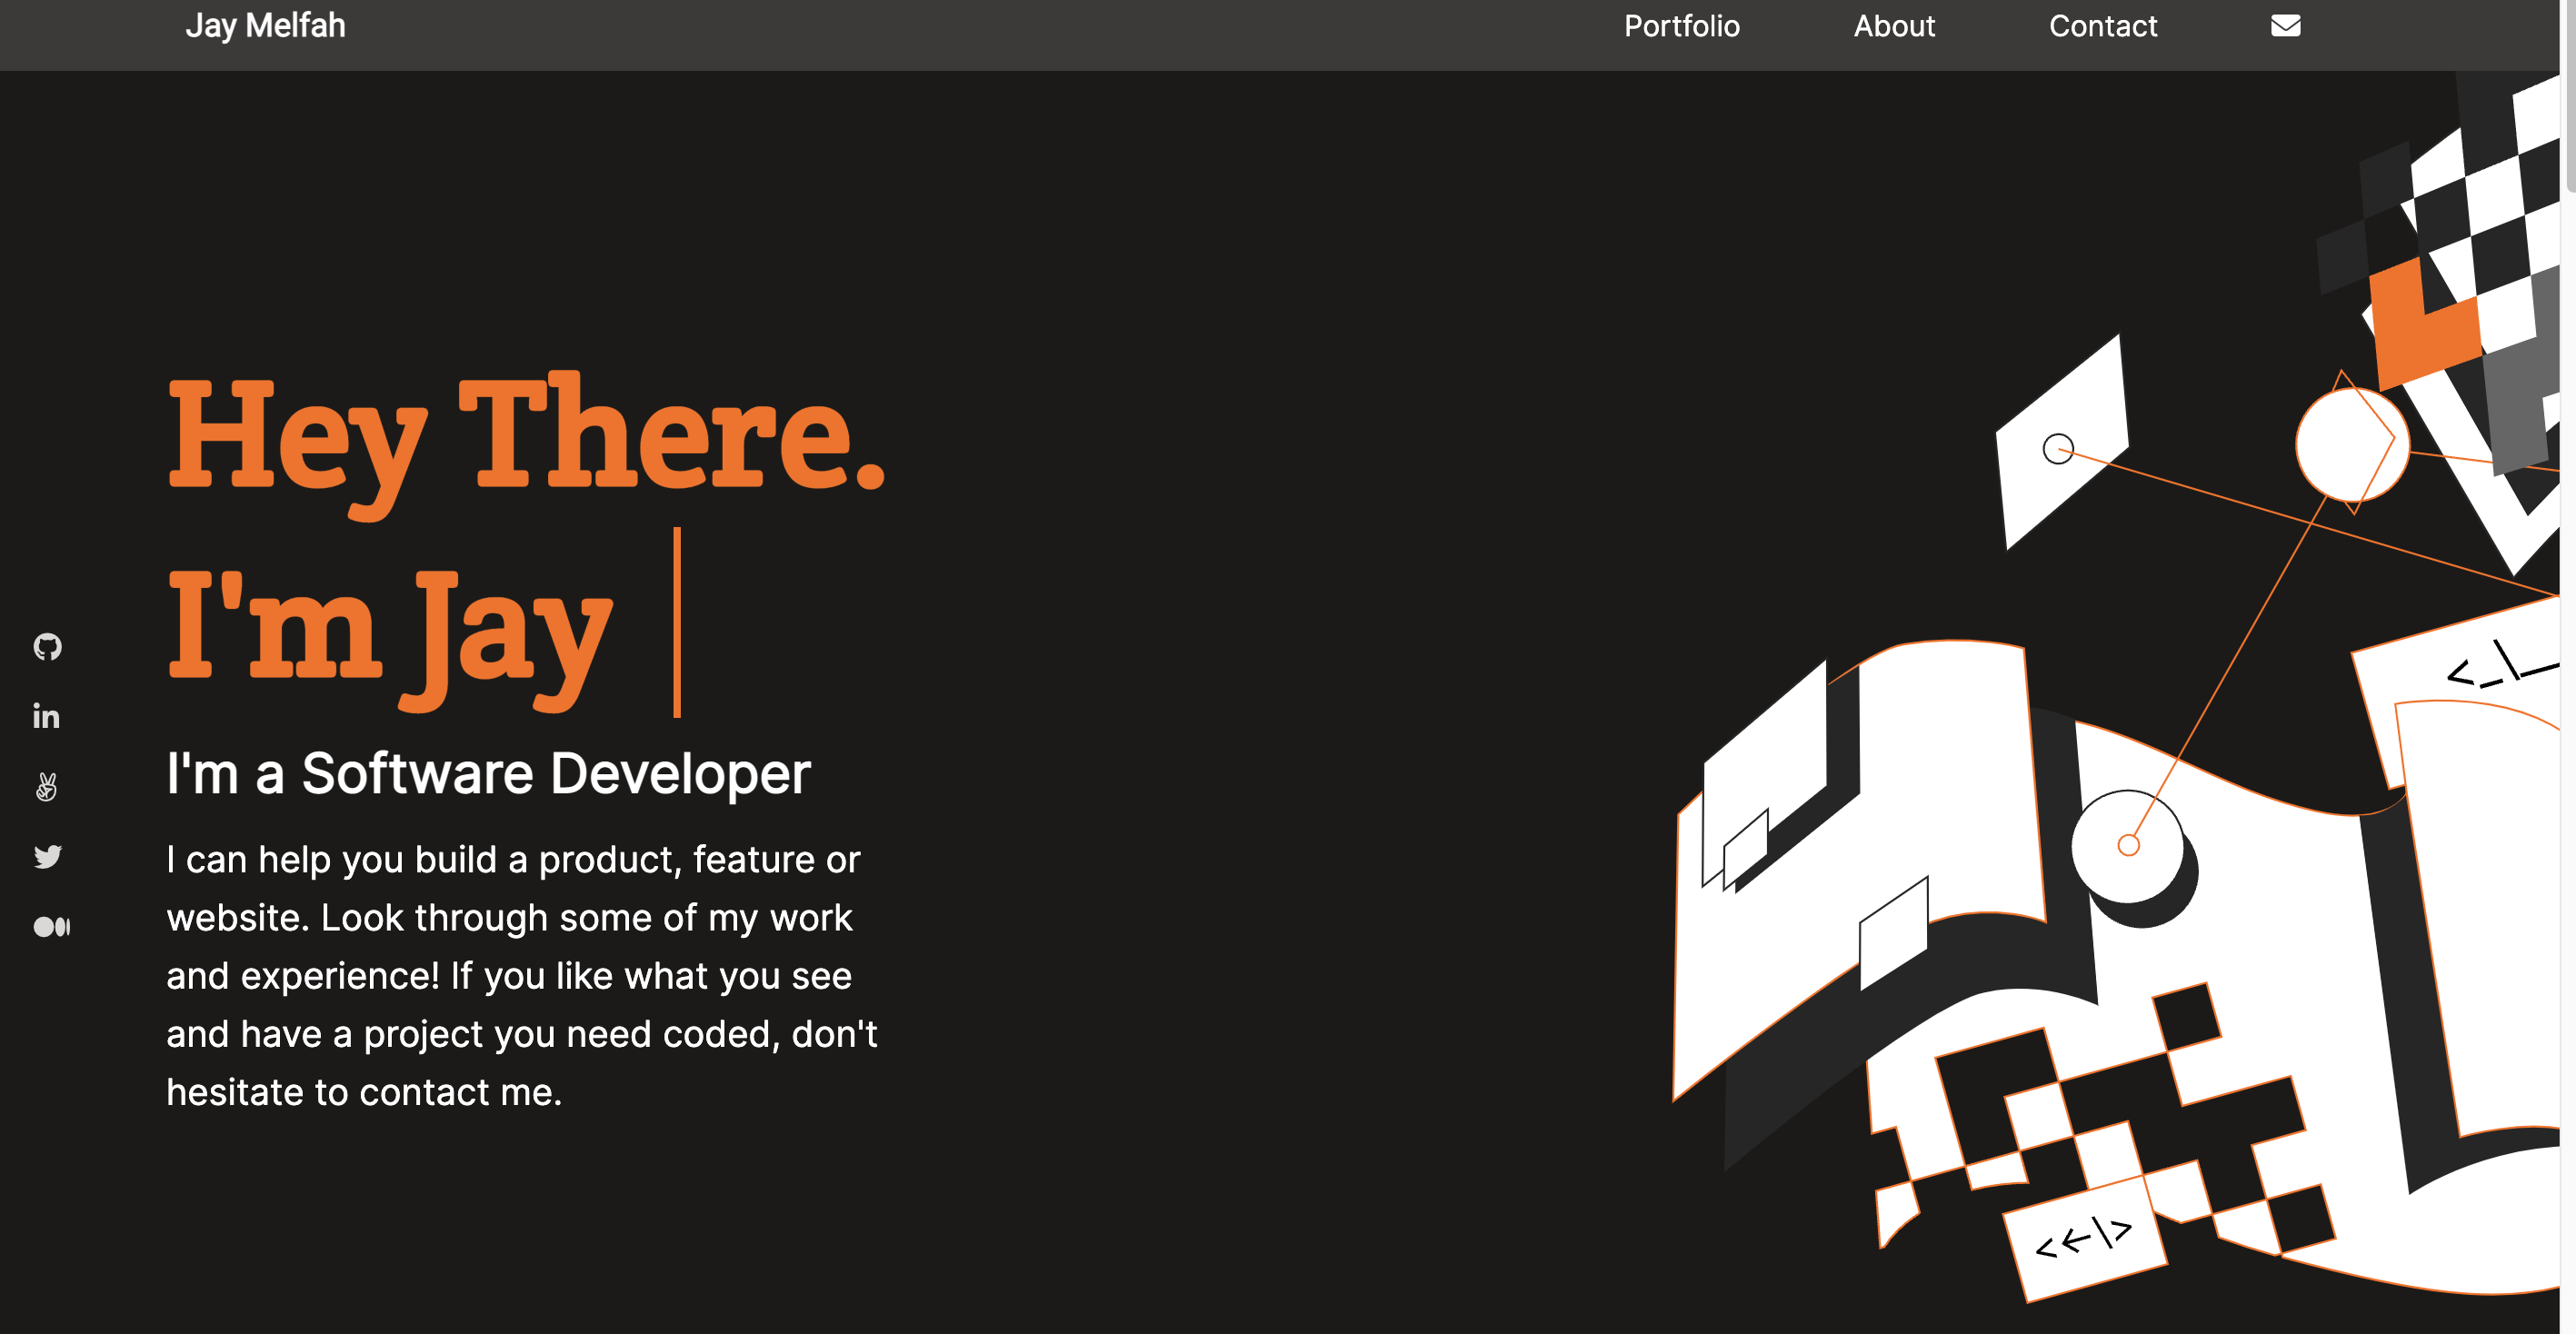 Jay Melfah
Portfolio
About
Contact
Hey There.
I'm Jay
I'm a Software Developer
I can help you build a product, feature or
website. Look through some of my work
and experience! If you like what you see
and have a project you need coded, don't
hesitate to contact me.
<_\__
<←|>